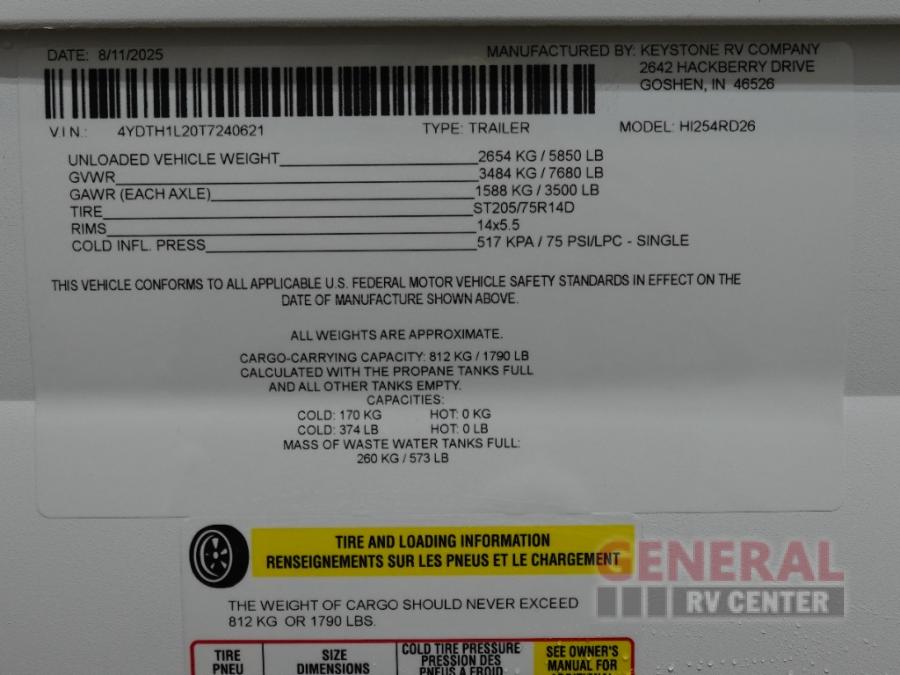 DATE: 8/11/2025 MANUFACTURED BY: KEYSTONE RV COMPANY
2642 HACKBERRY DRIVE
GOSHEN, IN 46526
V I N : 4YDTH1L20T7240621 TYPE: TRAILER MODEL: HI254RD26
UNLOADED VEHICLE WEIGHT 2654 KG / 5850 LB
GVWR 3484 KG / 7680 LB
GAWR (EACH AXLE) 1588 KG / 3500 LB
TIRE ST205/75R14D
RIMS 14x5.5
COLD INFL. PRESS 517 KPA / 75 PSI/LPC - SINGLE
THIS VEHICLE CONFORMS TO ALL APPLICABLE U.S. FEDERAL MOTOR VEHICLE SAFETY STANDARDS IN EFFECT ON THE
DATE OF MANUFACTURE SHOWN ABOVE.
ALL WEIGHTS ARE APPROXIMATE.
CARGO-CARRYING CAPACITY: 812 KG / 1790 LB
CALCULATED WITH THE PROPANE TANKS FULL
AND ALL OTHER TANKS EMPTY.
CAPACITIES:
COLD: 170 KG HOT: 0 KG
COLD: 374 LB HOT: 0 LB
MASS OF WASTE WATER TANKS FULL:
260 KG / 573 LB
TIRE AND LOADING INFORMATION
RENSEIGNEMENTS SUR LES PNEUS ET LE CHARGEMENT
GENERAL
RV CENTER
THE WEIGHT OF CARGO SHOULD NEVER EXCEED
812 KG OR 1790 LBS.
TIRE SIZE COLD TIRE PRESSURE SEE OWNER'S
PNEU DIMENSIONS PRESSION DES MANUAL FOR
PNEUS A FROID